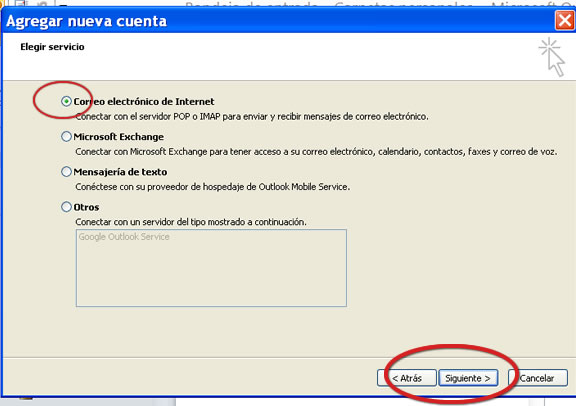 Bandeja de entrada - Carpetas personales - Microsoft Ou
Agregar nueva cuenta
Elegir servicio
Correo electrónico de Internet
Conectar con el servidor POP o IMAP para enviar y recibir mensajes de correo electrónico.
Microsoft Exchange
Conectar con Microsoft Exchange para tener acceso a su correo electrónico, calendario, contactos, faxes y correo de voz.
Mensajería de texto
Conéctese con su proveedor de hospedaje de Outlook Mobile Service.
Otros
Conectar con un servidor del tipo mostrado a continuación.
Google Outlook Service
< Atrás Siguiente > Cancelar